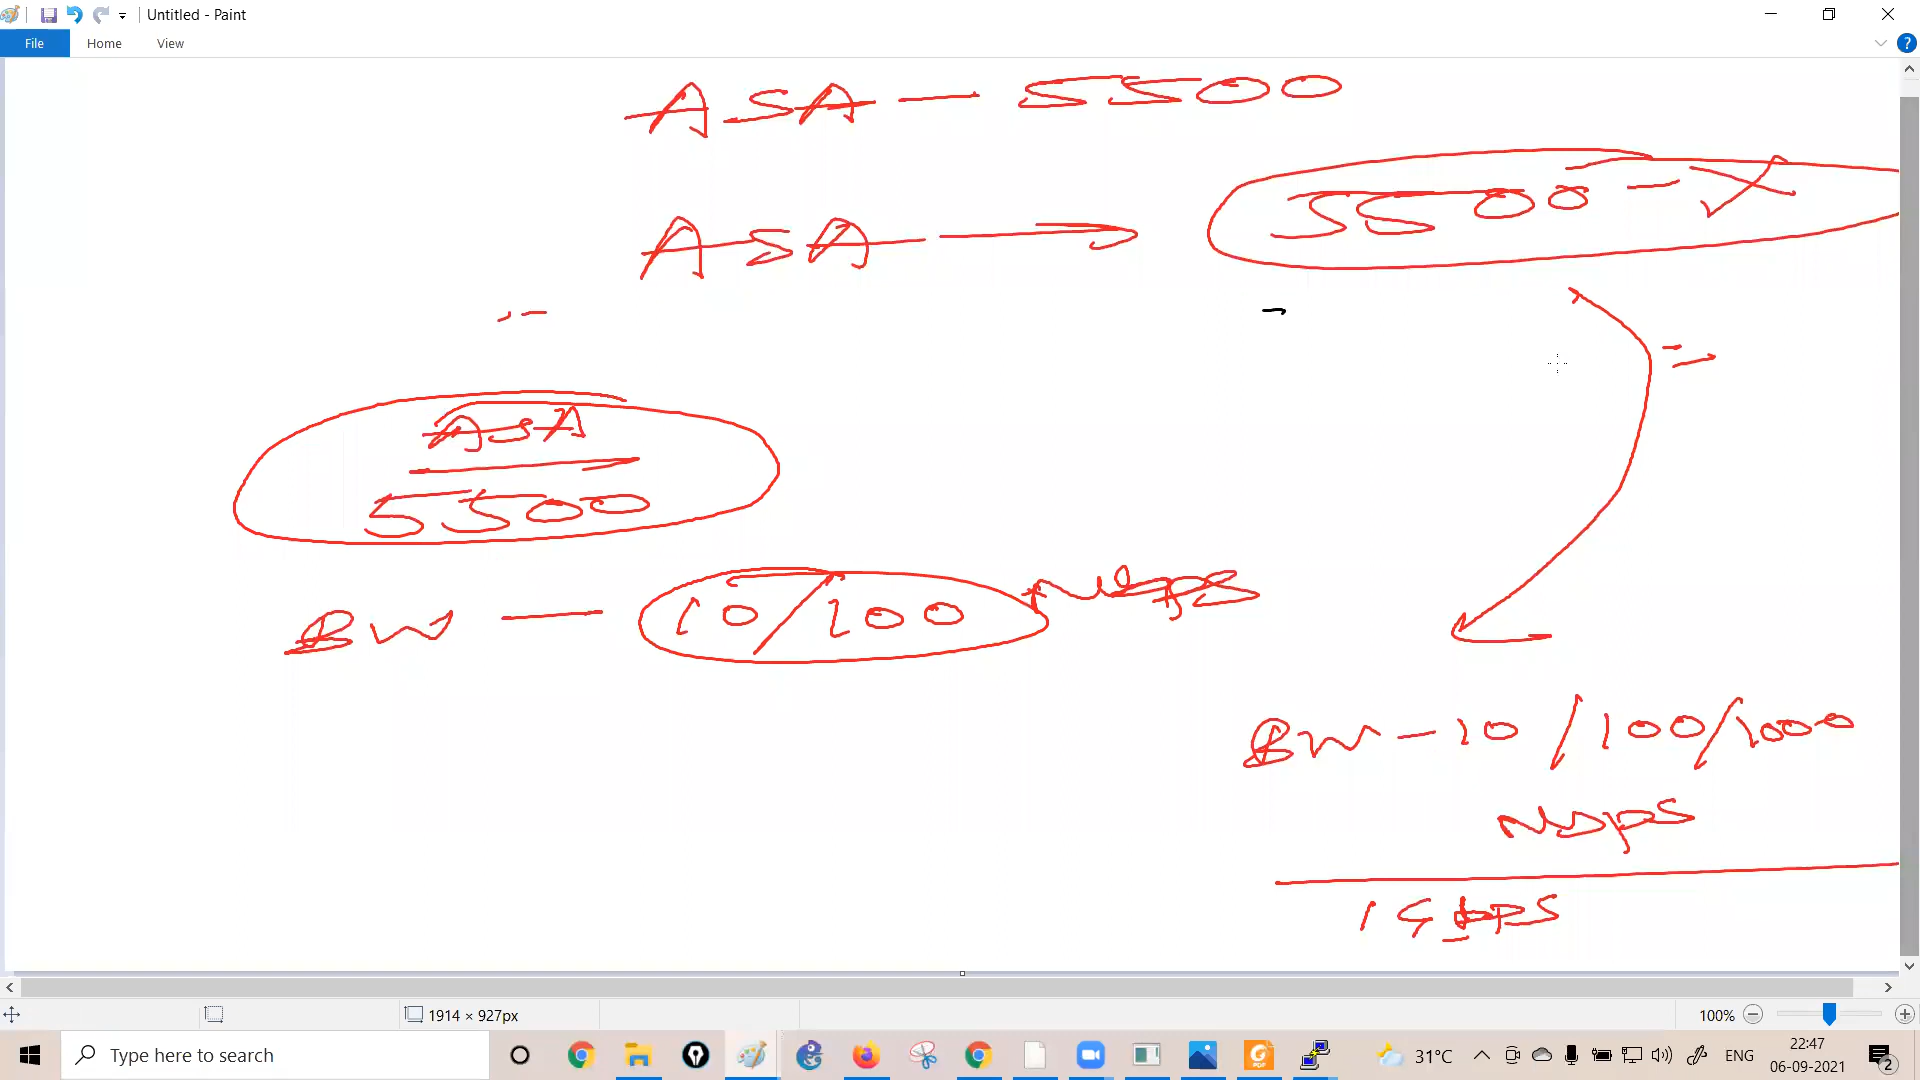 Untitled - Paint
File Home View
ASA - 5500
ASA → 5500 - X
ASA
5500
BW - 10/100 Mbps
BW - 10/100/1000
Mbps
1 Gbps
1914 × 927px
100%
Type here to search
31°C
ENG
22:47
06-09-2021
2